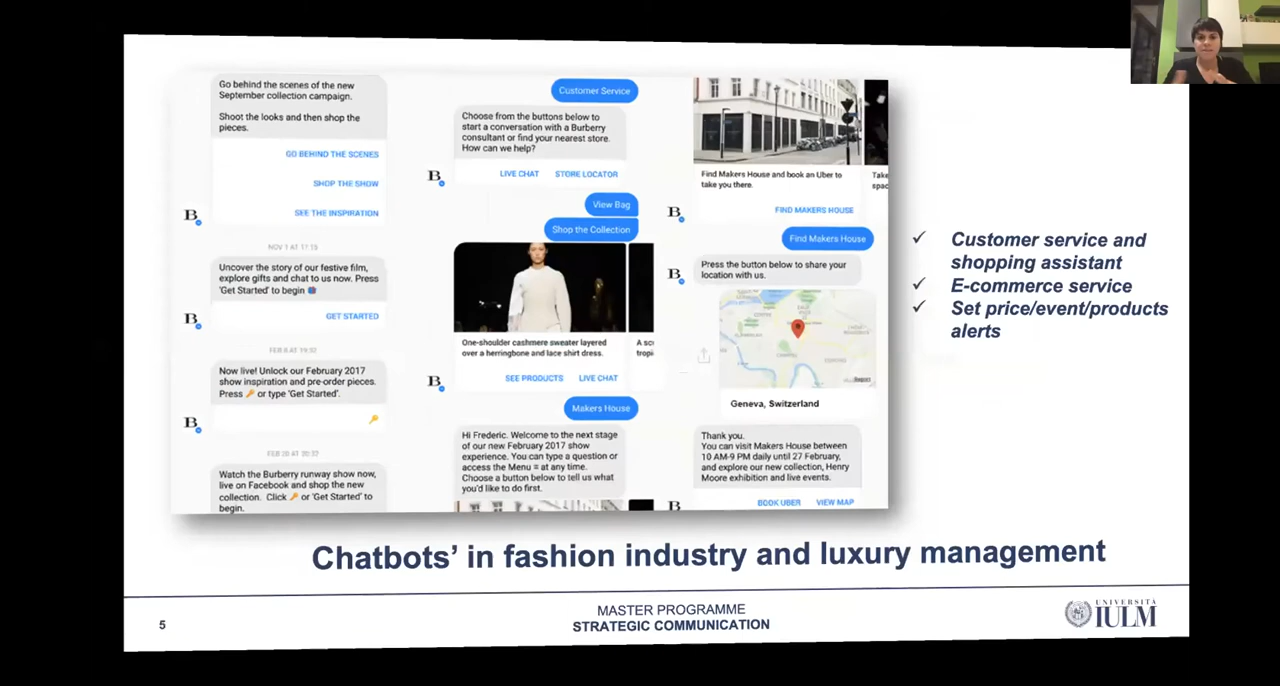 Go behind the scenes of the new
September collection campaign.
Shoot the looks and then shop the
pieces.
GO BEHIND THE SCENES
SHOP THE SHOW
SEE THE INSPIRATION
B
NOV 1 AT 17:15
Uncover the story of our festive film,
explore gifts and chat to us now. Press
'Get Started' to begin
B
GET STARTED
FEB 8 AT 19:32
Now live! Unlock our February 2017
show inspiration and pre-order pieces.
Press 🔑 or type 'Get Started'.
B
🔑
FEB 20 AT 20:32
Watch the Burberry runway show now,
live on Facebook and shop the new
collection. Click 🔑 or 'Get Started' to
begin.
Customer Service
Choose from the buttons below to
start a conversation with a Burberry
consultant or find your nearest store.
How can we help?
B
LIVE CHAT STORE LOCATOR
View Bag
Shop the Collection
One-shoulder cashmere sweater layered
over a herringbone and lace shirt dress.
A sc
tropi
B
SEE PRODUCTS LIVE CHAT
Makers House
Hi Frederic. Welcome to the next stage
of our new February 2017 show
experience. You can type a question or
access the Menu ≡ at any time.
Choose a button below to tell us what
you'd like to do first.
Find Makers House and book an Uber to
take you there.
Take
spac
B
FIND MAKERS HOUSE
Find Makers House
Press the button below to share your
location with us.
B
Geneva, Switzerland
Thank you.
You can visit Makers House between
10 AM-9 PM daily until 27 February,
and explore our new collection, Henry
Moore exhibition and live events.
B
BOOK UBER VIEW MAP
✓ Customer service and
shopping assistant
✓ E-commerce service
✓ Set price/event/products
alerts
Chatbots' in fashion industry and luxury management
5
MASTER PROGRAMME
STRATEGIC COMMUNICATION
UNIVERSITÀ
IULM